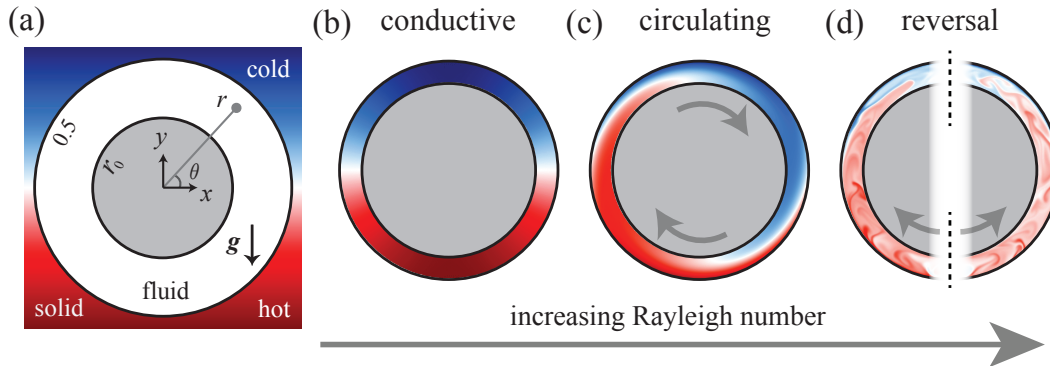 (a)
cold
r
0.5
r₀
y
θ
x
g
fluid
solid
hot
(b) conductive
(c) circulating
(d) reversal
increasing Rayleigh number